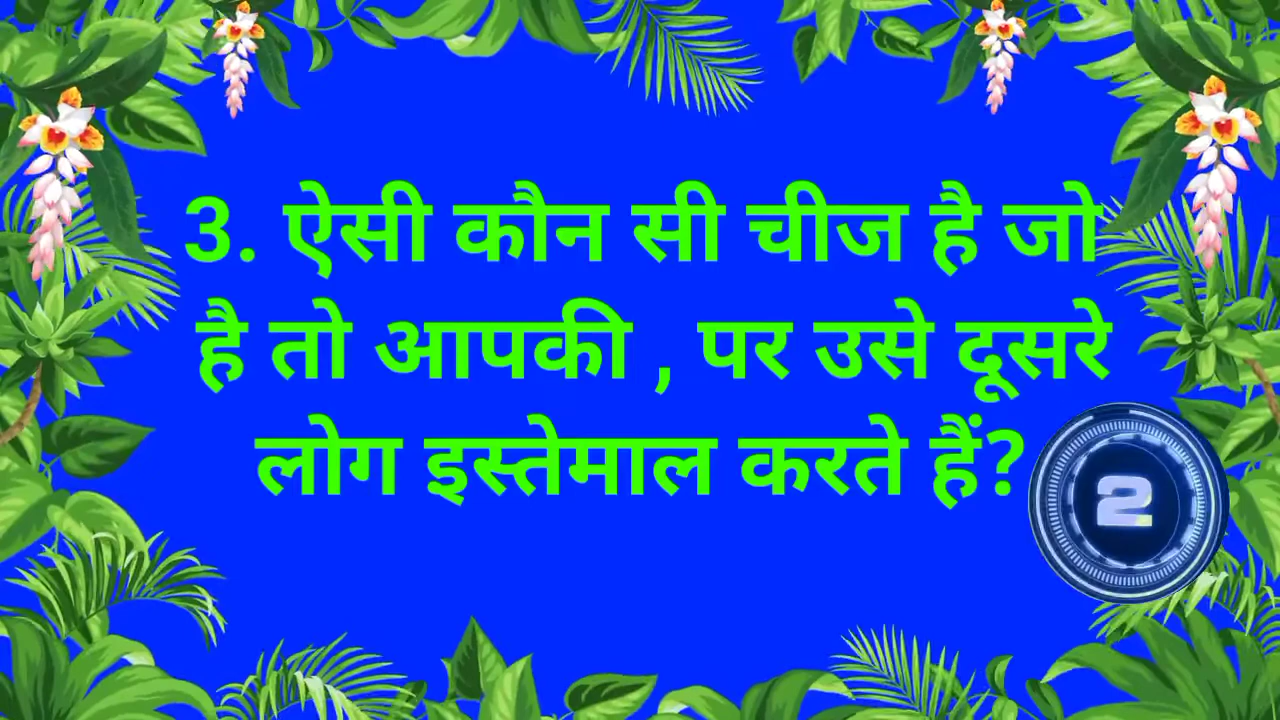 3. ऐसी कौन सी चीज है जो
है तो आपकी , पर उसे दूसरे
लोग इस्तेमाल करते हैं?
2